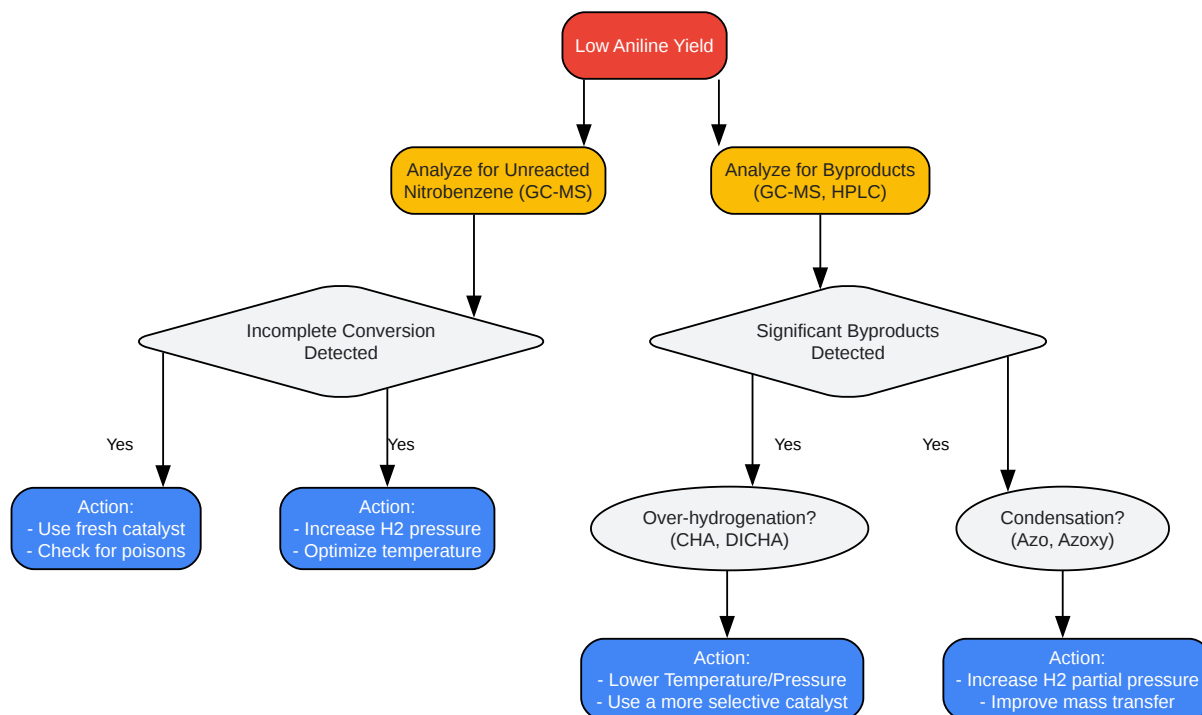 Low Aniline Yield
Analyze for Unreacted
Nitrobenzene (GC-MS)
Analyze for Byproducts
(GC-MS, HPLC)
Incomplete Conversion
Detected
Significant Byproducts
Detected
Yes
Yes
Yes
Yes
Action:
- Use fresh catalyst
- Check for poisons
Action:
- Increase H2 pressure
- Optimize temperature
Over-hydrogenation?
(CHA, DICHA)
Condensation?
(Azo, Azoxy)
Action:
- Lower Temperature/Pressure
- Use a more selective catalyst
Action:
- Increase H2 partial pressure
- Improve mass transfer